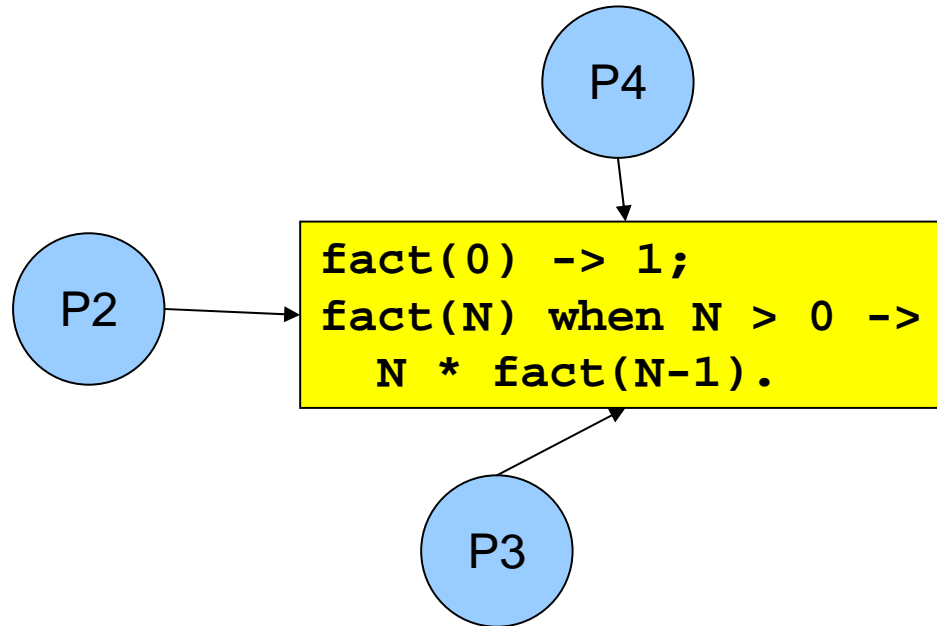 P4
P2
fact(0) -> 1;
fact(N) when N > 0 ->
  N * fact(N-1).
P3